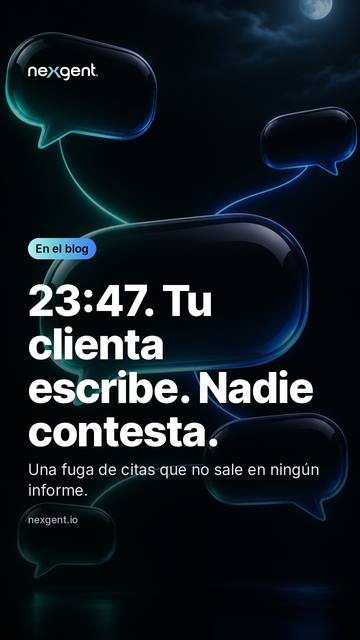 nexgent.
En el blog
23:47. Tu
clienta
escribe. Nadie
contesta.
Una fuga de citas que no sale en ningún
informe.
nexgent.io